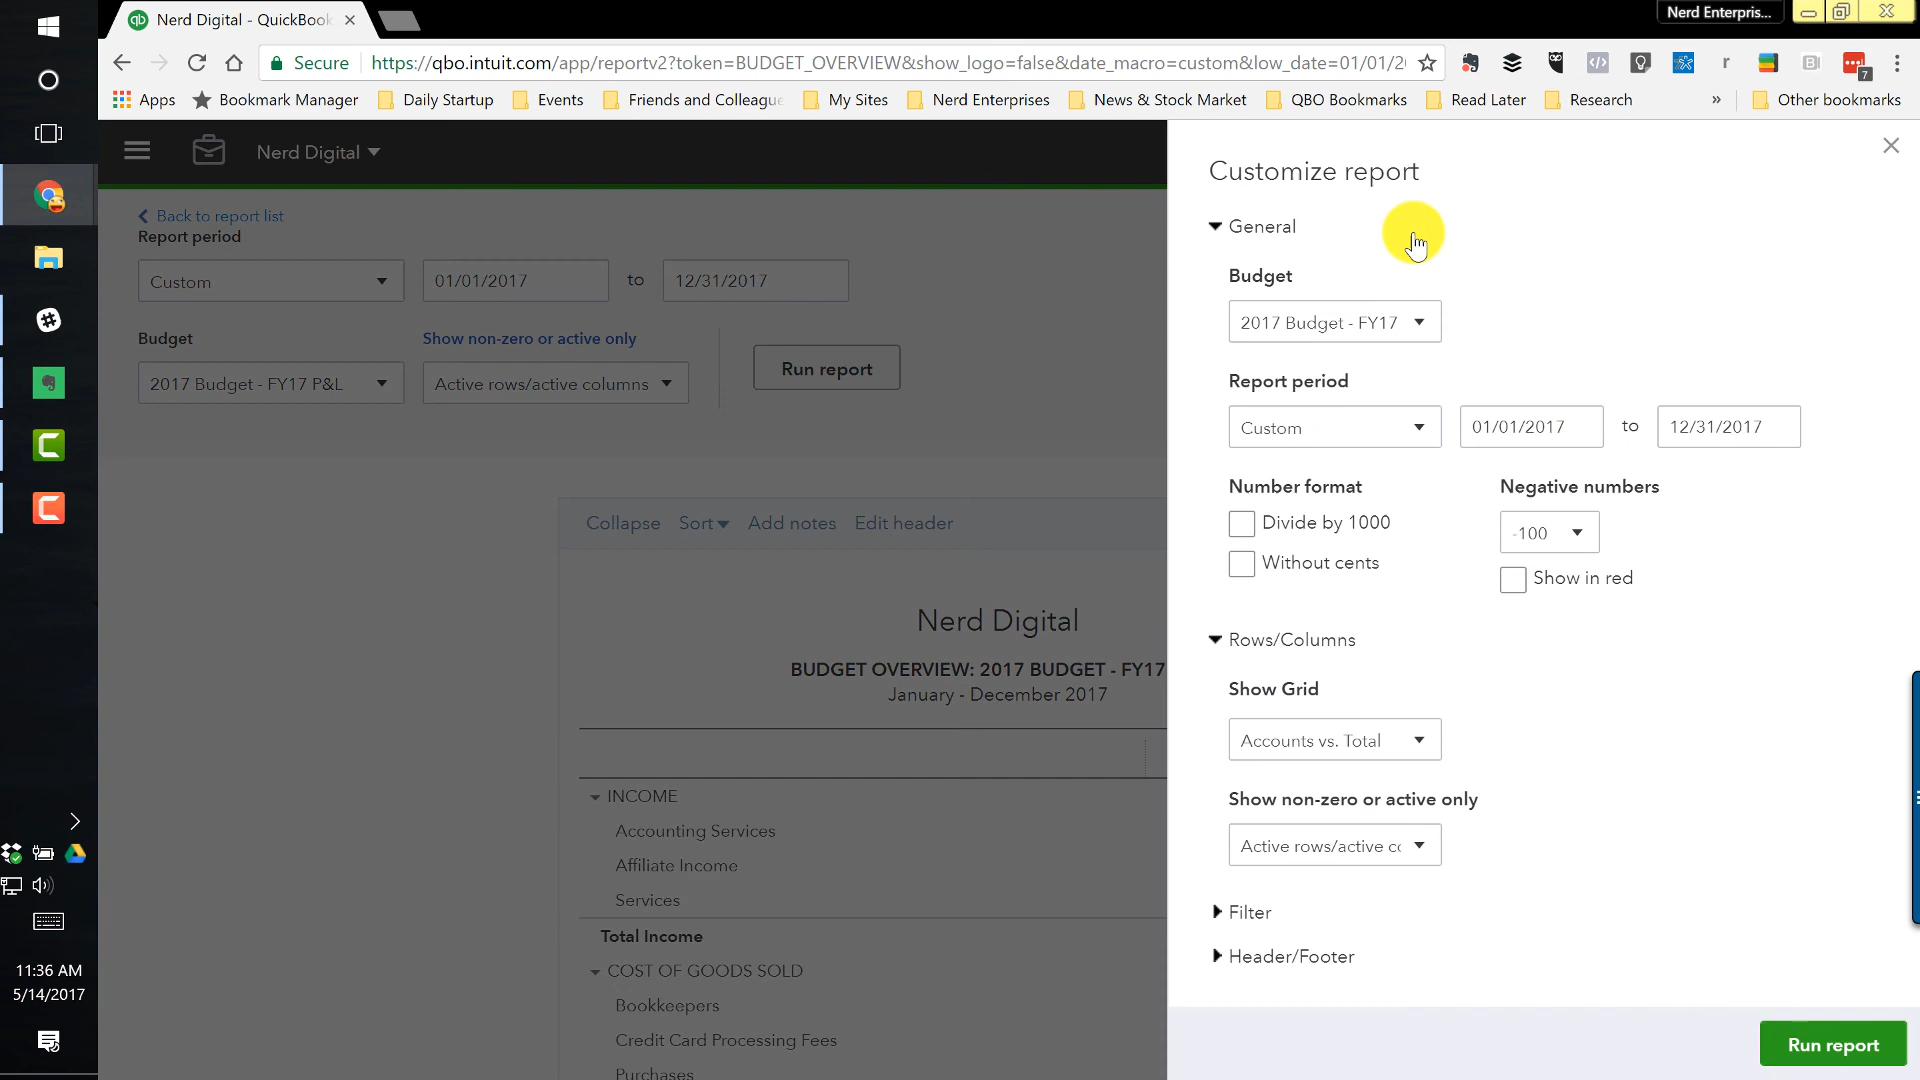 Nerd Digital - QuickBook
Nerd Enterpris...
Secure
https://qbo.intuit.com/app/reportv2?token=BUDGET_OVERVIEW&show_logo=false&date_macro=custom&low_date=01/01/2
7
Apps
Bookmark Manager
Daily Startup
Events
Friends and Colleague
My Sites
Nerd Enterprises
News & Stock Market
QBO Bookmarks
Read Later
Research
»
Other bookmarks
Nerd Digital
Back to report list
Report period
Custom
01/01/2017
to
12/31/2017
Budget
Show non-zero or active only
2017 Budget - FY17 P&L
Active rows/active columns
Run report
Collapse
Sort
Add notes
Edit header
Nerd Digital
BUDGET OVERVIEW: 2017 BUDGET - FY17
January - December 2017
INCOME
Accounting Services
Affiliate Income
Services
Total Income
COST OF GOODS SOLD
Bookkeepers
Credit Card Processing Fees
Purchases
Customize report
General
Budget
2017 Budget - FY17
Report period
Custom
01/01/2017
to
12/31/2017
Number format
Negative numbers
Divide by 1000
-100
Without cents
Show in red
Rows/Columns
Show Grid
Accounts vs. Total
Show non-zero or active only
Active rows/active co
Filter
Header/Footer
Run report
11:36 AM
5/14/2017